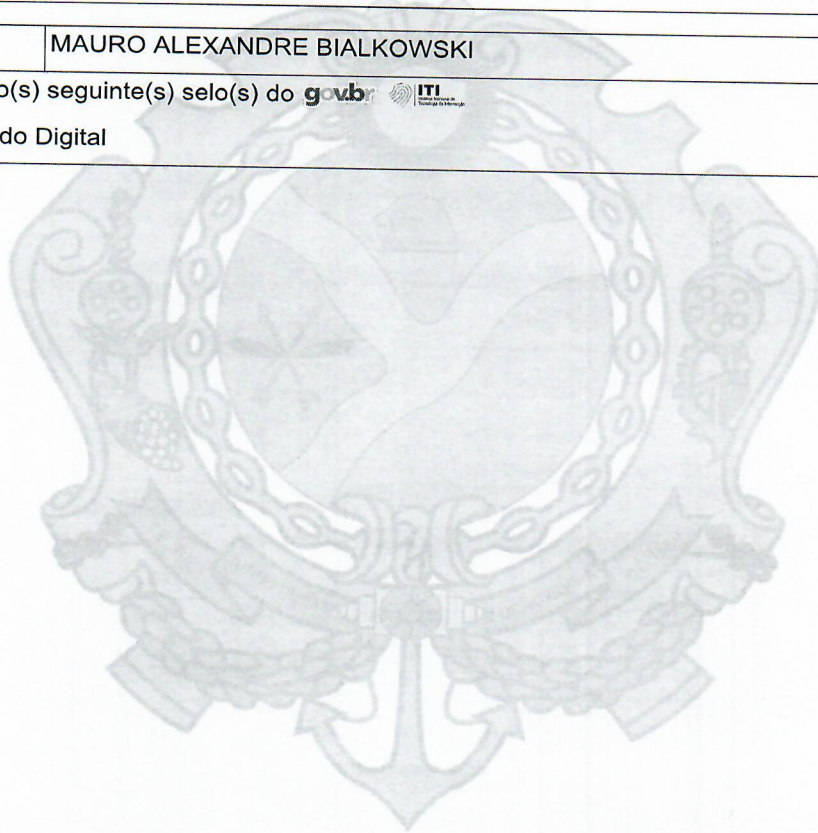 MAURO ALEXANDRE BIALKOWSKI
o(s) seguinte(s) selo(s) do gov.br ITI
do Digital